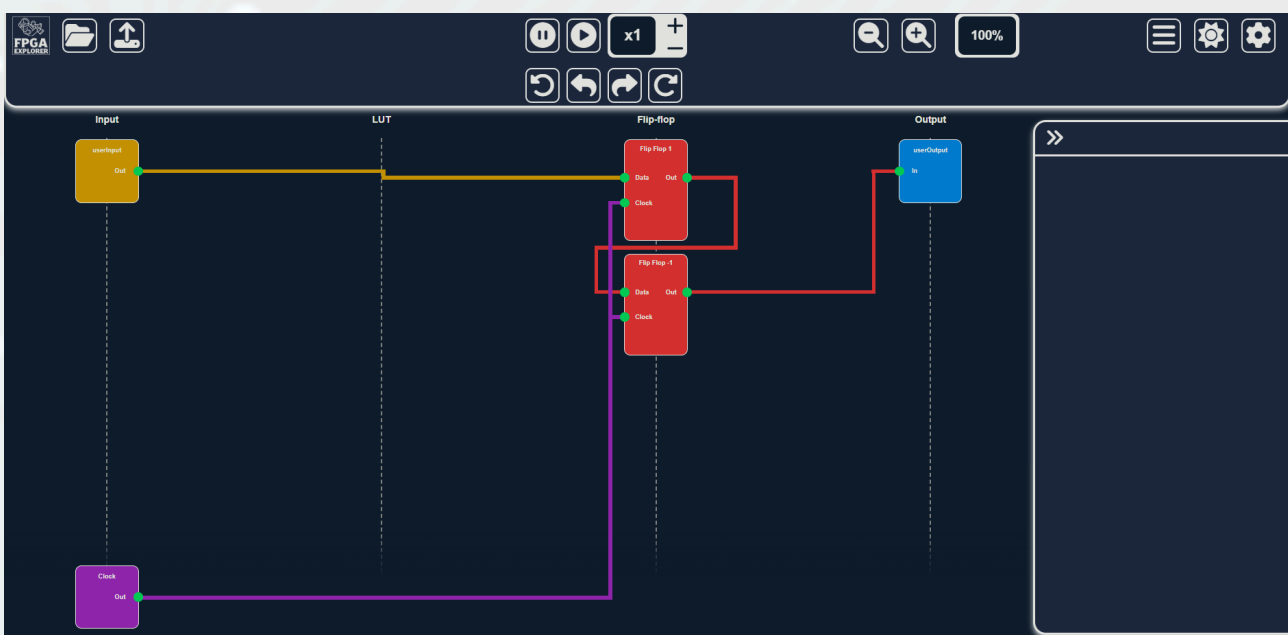 FPGA
EXPLORER
x1
+
−
100%
Input
LUT
Flip-flop
Output
userInput
Out
Flip Flop 1
Data
Out
Clock
userOutput
In
Flip Flop -1
Data
Out
Clock
Clock
Out